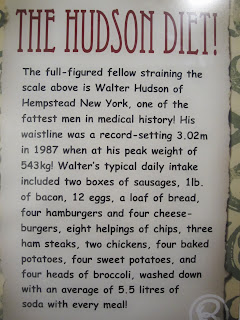 THE HUDSON DIET!
The full-figured fellow straining the
scale above is Walter Hudson of
Hempstead New York, one of the
fattest men in medical history! His
waistline was a record-setting 3.02m
in 1987 when at his peak weight of
543kg! Walter's typical daily intake
included two boxes of sausages, 1lb.
of bacon, 12 eggs, a loaf of bread,
four hamburgers and four cheese-
burgers, eight helpings of chips, three
ham steaks, two chickens, four baked
potatoes, four sweet potatoes, and
four heads of broccoli, washed down
with an average of 5.5 litres of
soda with every meal!
R